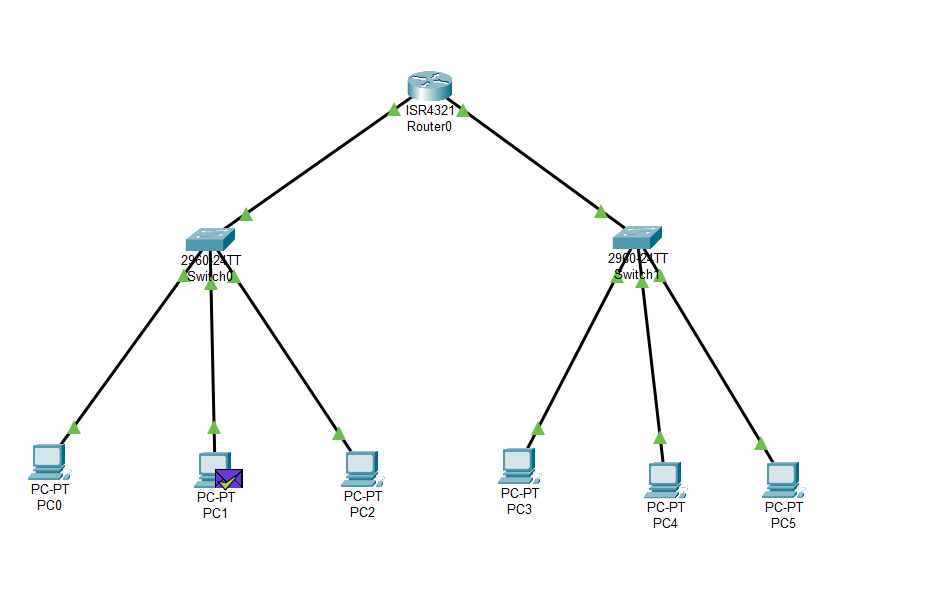 ISR4321
Router0
2960-24TT
Switch0
2960-24TT
Switch1
PC-PT
PC0
PC-PT
PC1
PC-PT
PC2
PC-PT
PC3
PC-PT
PC4
PC-PT
PC5